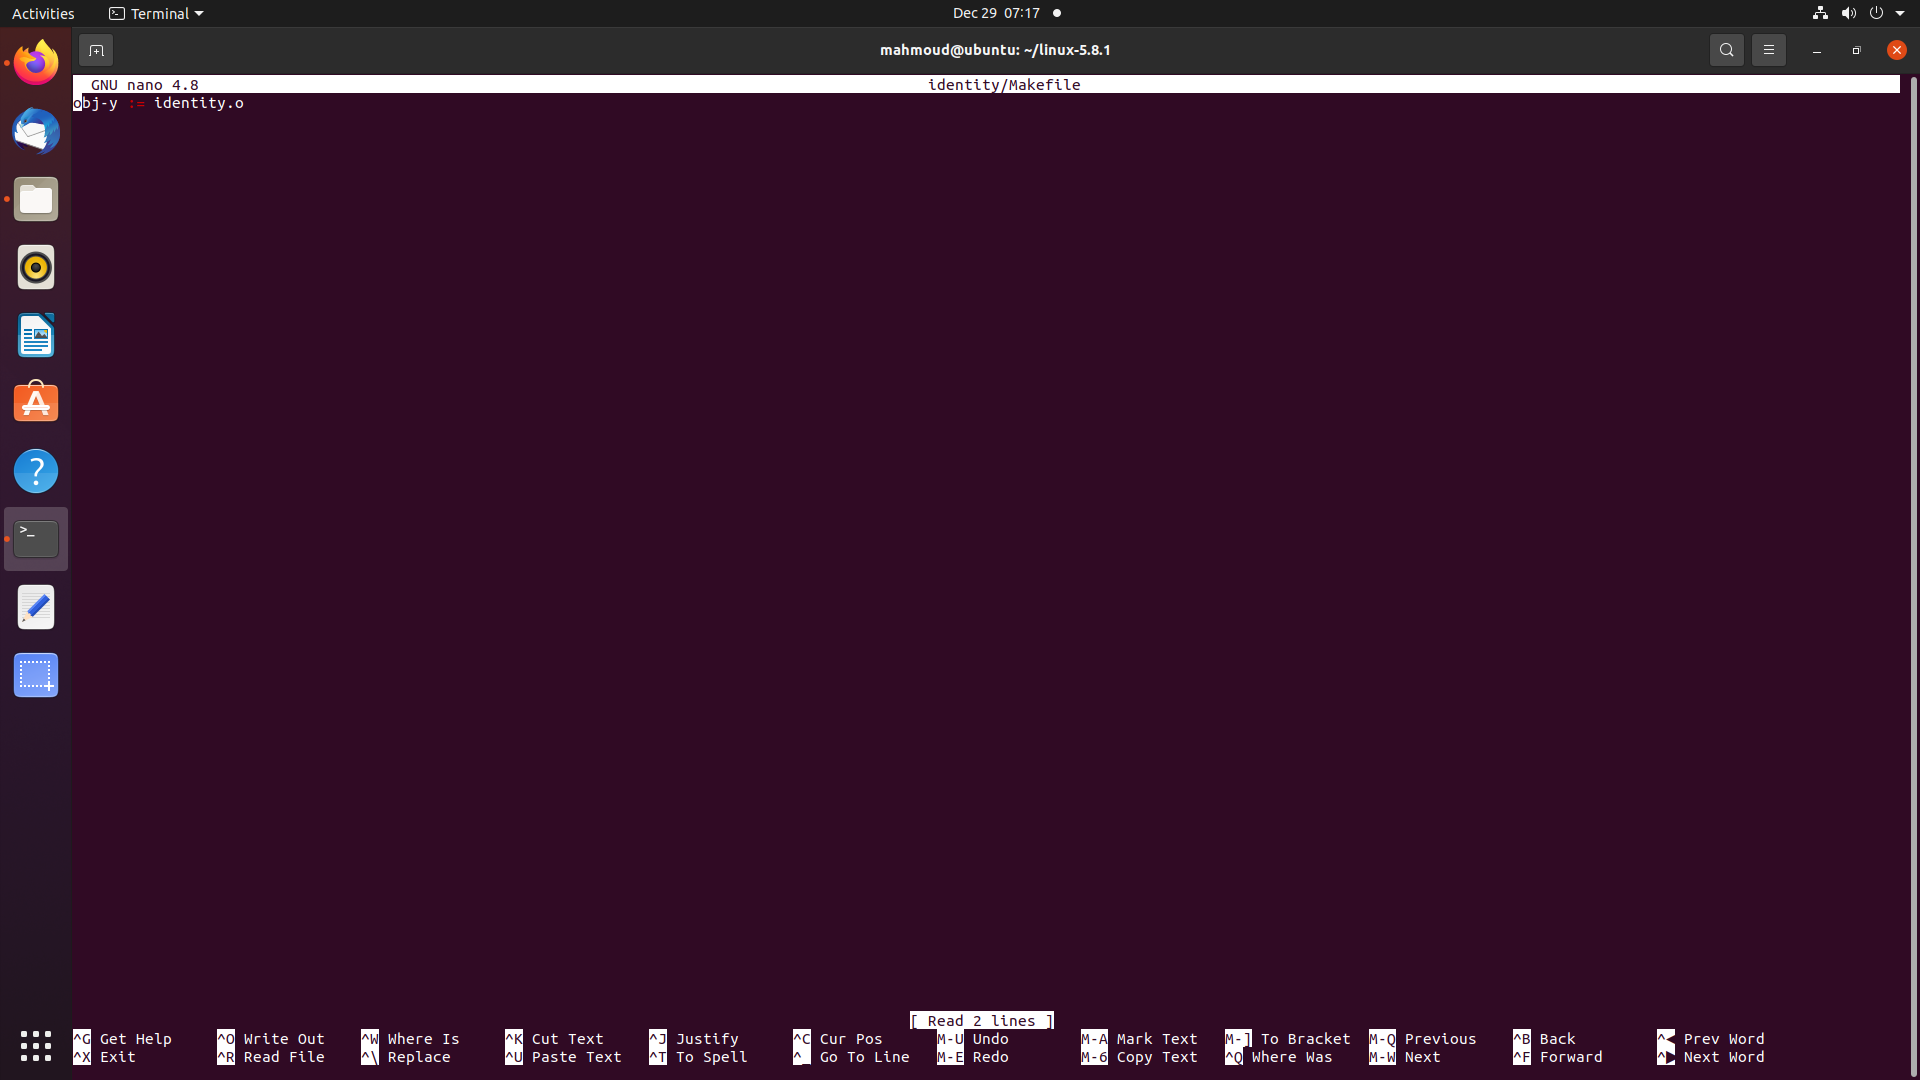 Activities Terminal Dec 29 07:17
mahmoud@ubuntu: ~/linux-5.8.1
GNU nano 4.8 identity/Makefile
obj-y := identity.o
[ Read 2 lines ]
^G Get Help ^O Write Out ^W Where Is ^K Cut Text ^J Justify ^C Cur Pos M-U Undo M-A Mark Text M-] To Bracket M-Q Previous ^B Back ^◀ Prev Word
^X Exit ^R Read File ^\ Replace ^U Paste Text ^T To Spell ^_ Go To Line M-E Redo M-6 Copy Text ^Q Where Was M-W Next ^F Forward ^▶ Next Word